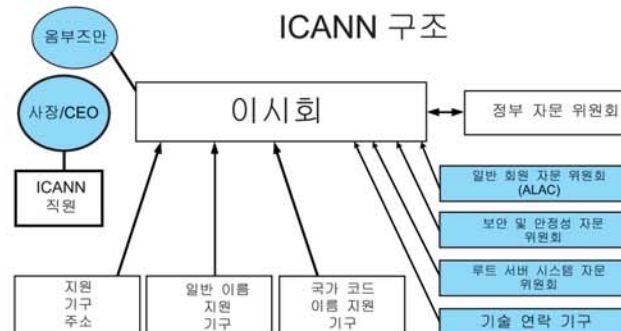 ICANN 구조
옴부즈만
사장/CEO
ICANN
직원
이시회
정부 자문 위원회
일반 회원 자문 위원회
(ALAC)
보안 및 안정성 자문
위원회
루트 서버 시스템 자문
위원회
기술 연락 기구
지원
기구
주소
일반 이름
지원
기구
국가 코드
이름 지원
기구